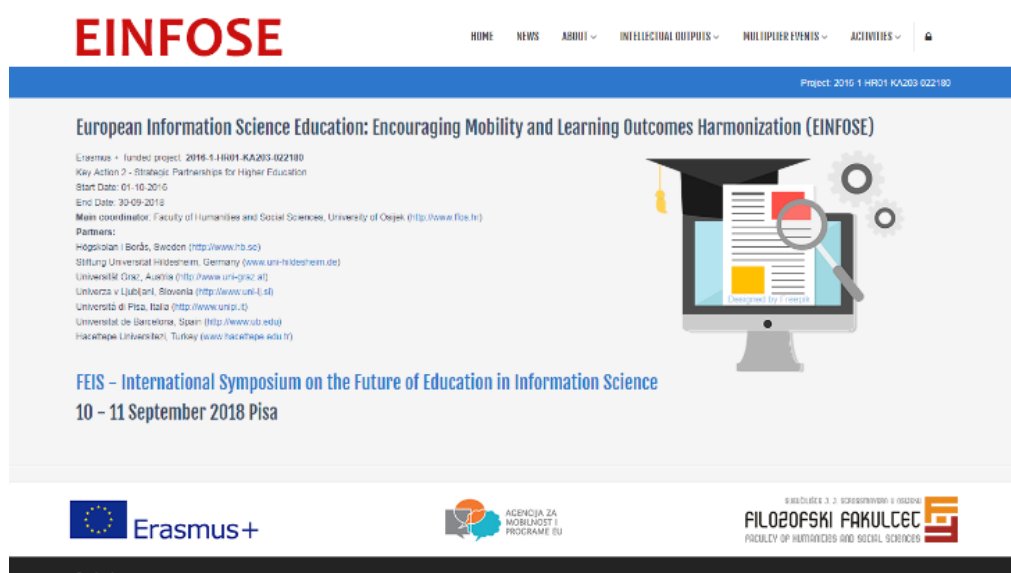 EINFOSE
HOME NEWS ABOUT INTELLECTUAL OUTPUTS MULTIPLIER EVENTS ACTIVITIES
Project: 2016-1-HR01-KA203-022180
European Information Science Education: Encouraging Mobility and Learning Outcomes Harmonization (EINFOSE)
Erasmus + funded project: 2016-1-HR01-KA203-022180
Key Action 2 - Strategic Partnerships for Higher Education
Start Date: 01-10-2016
End Date: 30-09-2018
Main coordinator: Faculty of Humanities and Social Sciences, University of Osijek (http://www.ffos.hr)
Partners:
Högskolan i Borås, Sweden (http://www.hb.se)
Stiftung Universität Hildesheim, Germany (www.uni-hildesheim.de)
Universität Graz, Austria (http://www.uni-graz.at)
Univerza v Ljubljani, Slovenia (http://www.uni-lj.si)
Università di Pisa, Italia (http://www.unipi.it)
Universitat de Barcelona, Spain (http://www.ub.edu)
Hacettepe Üniversitezi, Turkey (www.hacettepe.edu.tr)
Designed by Freepik
FEIS – International Symposium on the Future of Education in Information Science
10 – 11 September 2018 Pisa
Erasmus+
AGENCIJA ZA
MOBILNOST I
PROGRAME EU
SVEUČILIŠTE J. J. STROSSMAYERA U OSIJEKU
FILOZOFSKI FAKULTET
FACULTY OF HUMANITIES AND SOCIAL SCIENCES